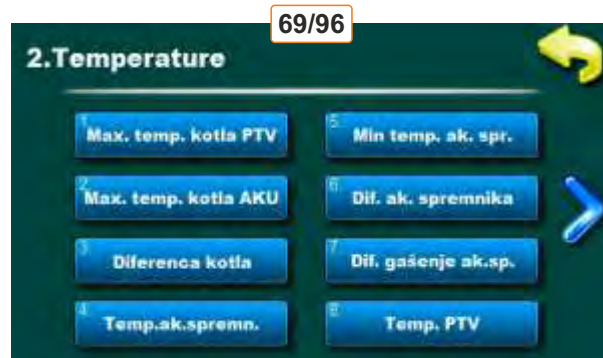 69/96
2.Temperature
1 Max. temp. kotla PTV
2 Max. temp. kotla AKU
3 Diferenca kotla
4 Temp.ak.spremn.
5 Min temp. ak. spr.
6 Dif. ak. spremnika
7 Dif. gašenje ak.sp.
8 Temp. PTV